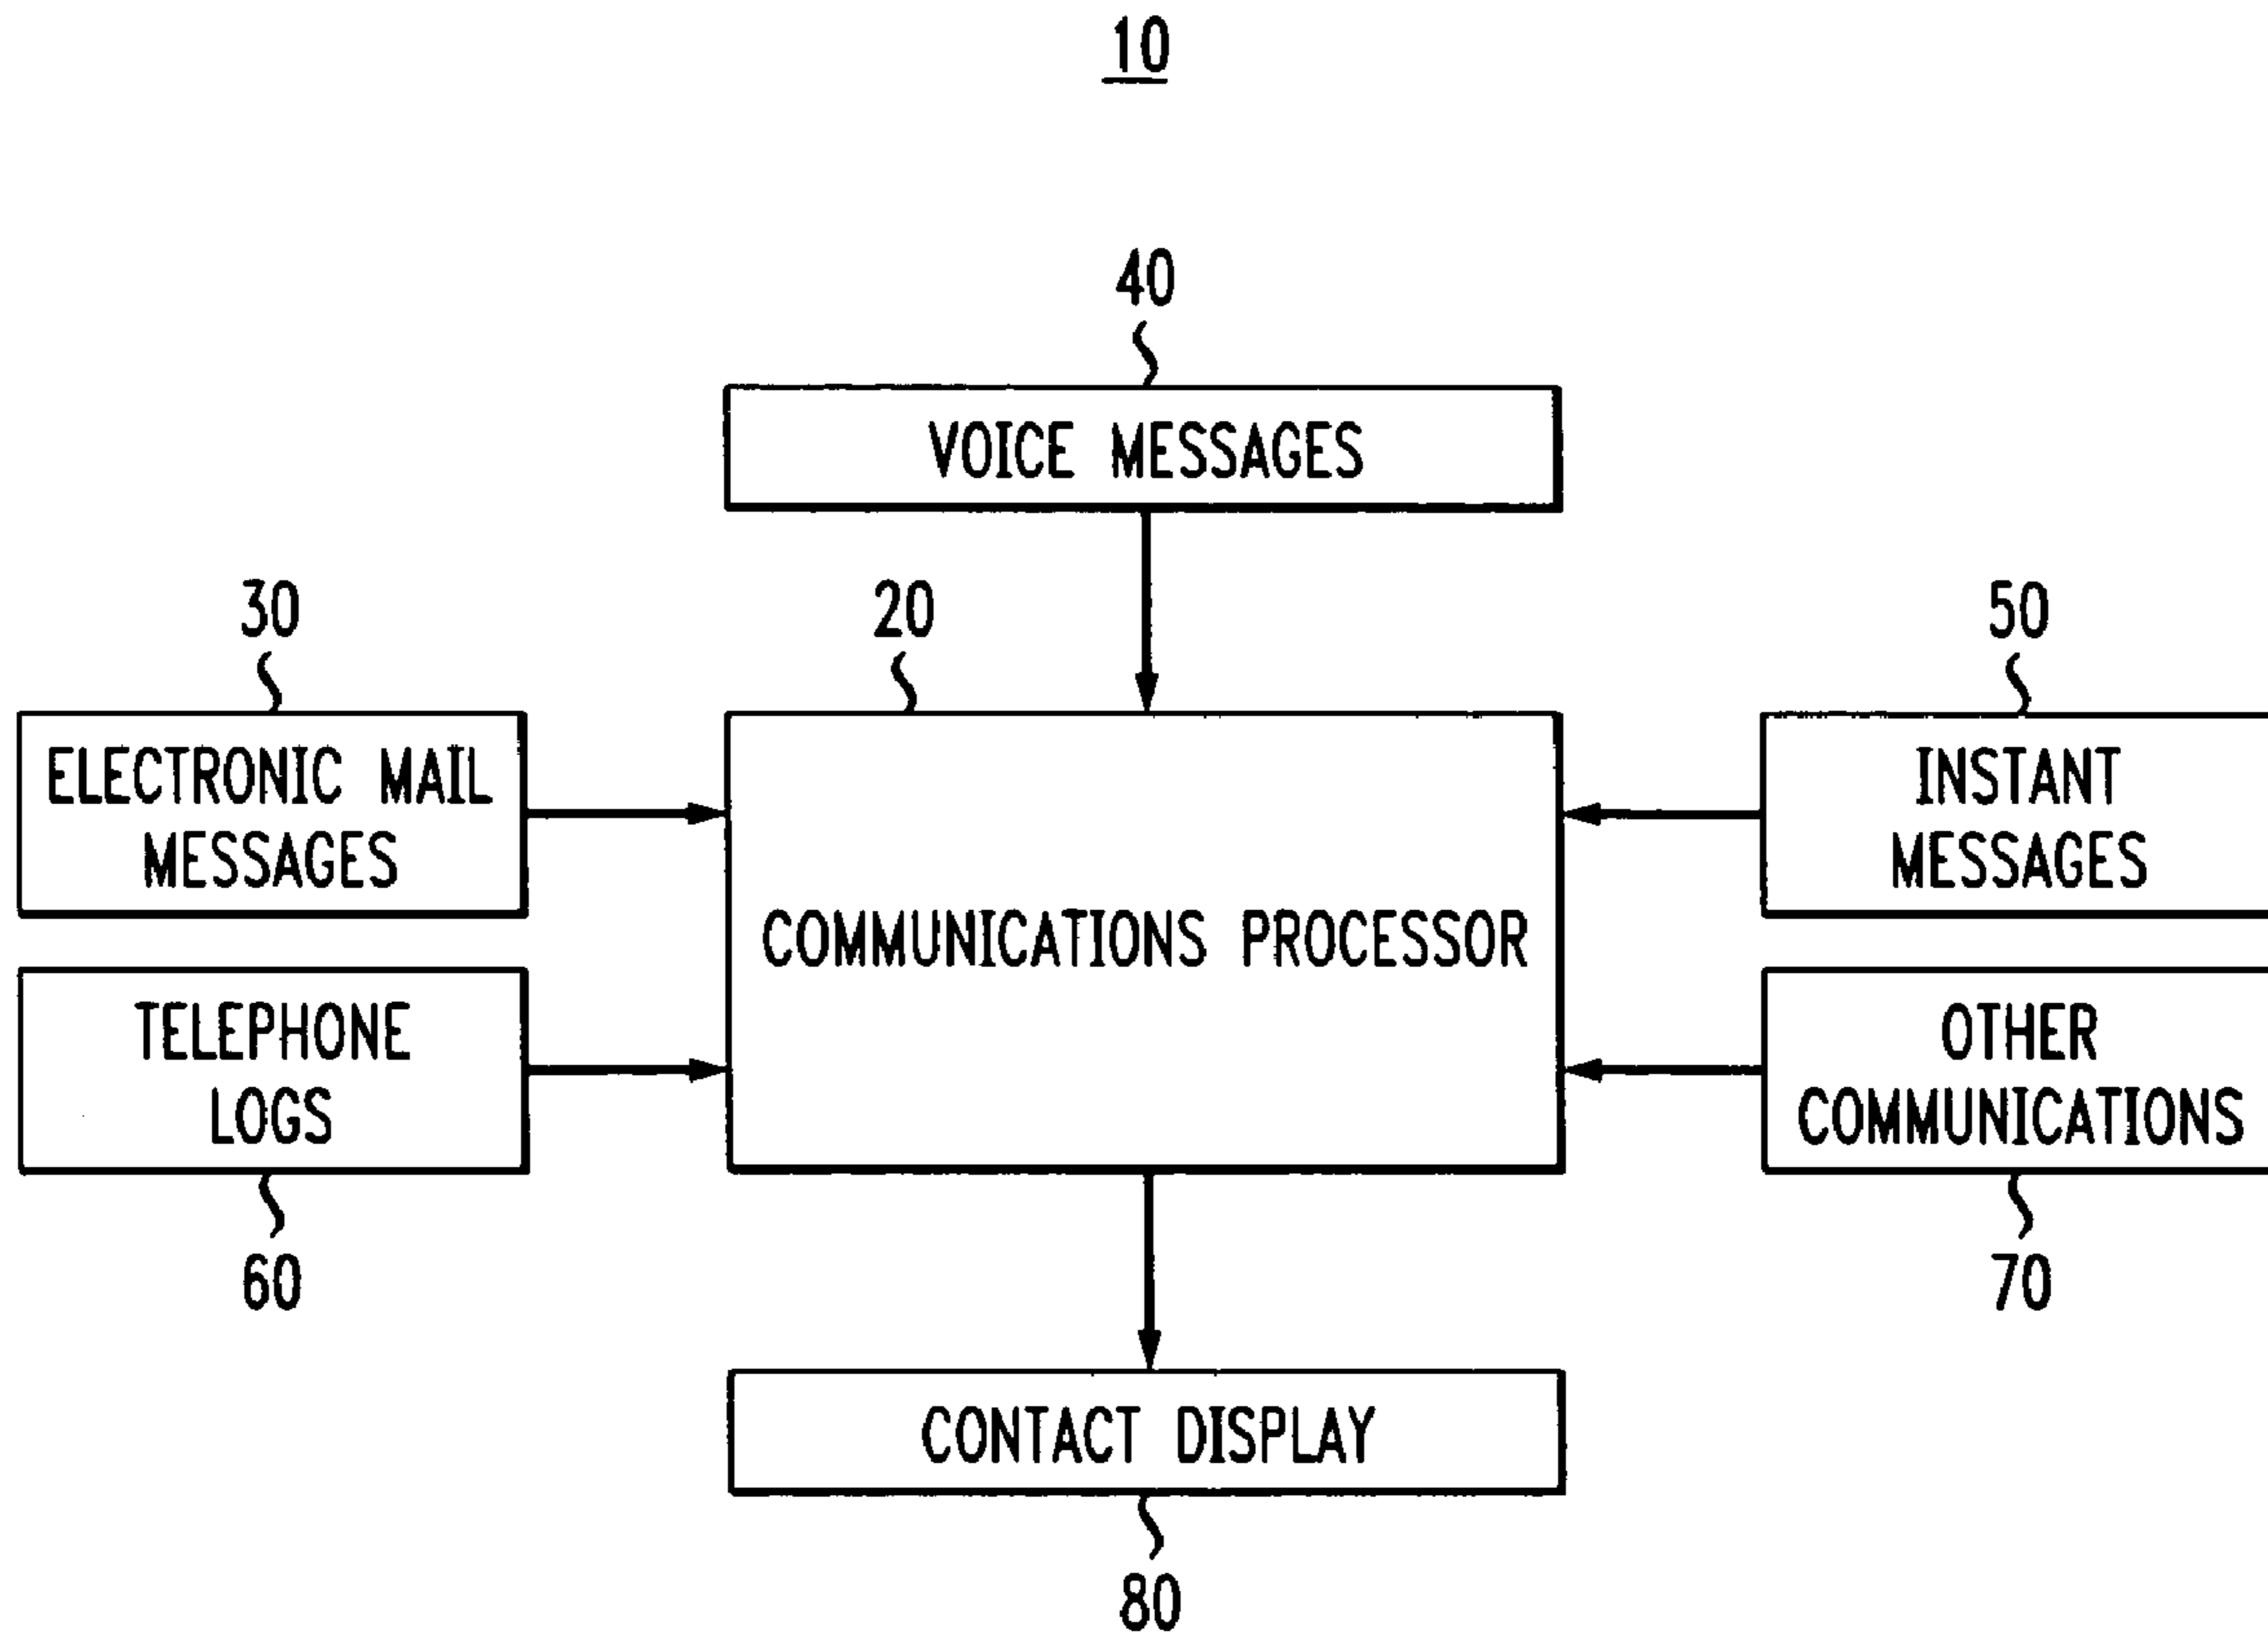 10
40
VOICE MESSAGES
30
20
50
ELECTRONIC MAIL
MESSAGES
INSTANT
MESSAGES
COMMUNICATIONS PROCESSOR
TELEPHONE
LOGS
OTHER
COMMUNICATIONS
60
70
CONTACT DISPLAY
80